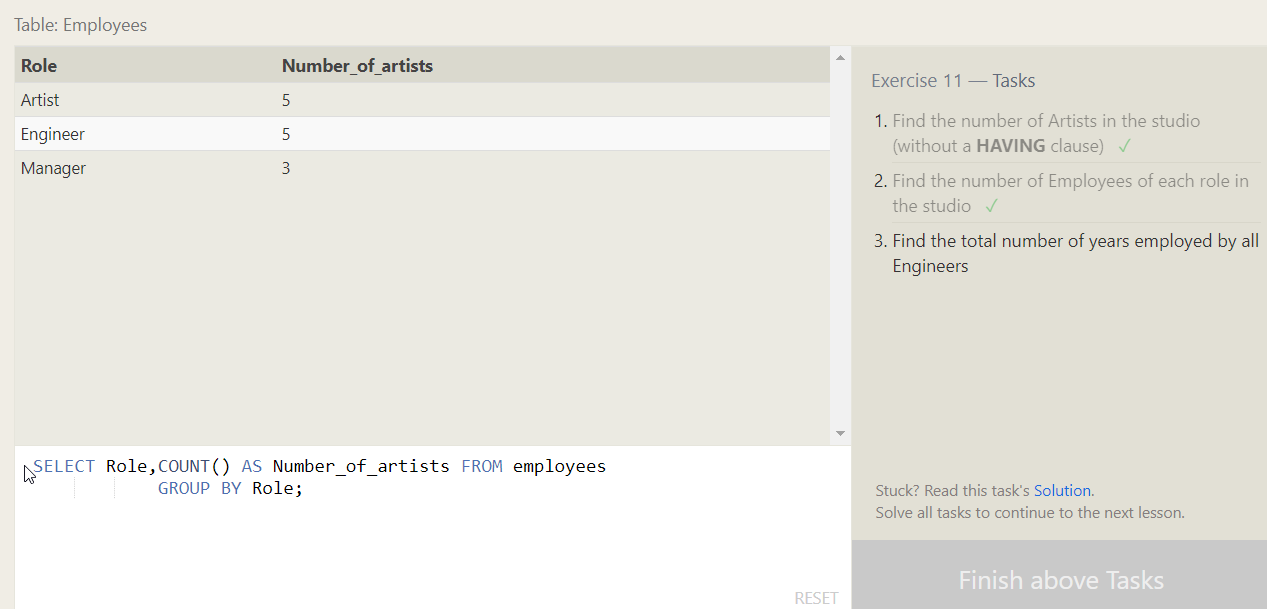 Table: Employees
Role Number_of_artists
Artist 5
Engineer 5
Manager 3
SELECT Role,COUNT() AS Number_of_artists FROM employees
GROUP BY Role;
RESET
Exercise 11 — Tasks
1. Find the number of Artists in the studio
(without a HAVING clause) ✓
2. Find the number of Employees of each role in
the studio ✓
3. Find the total number of years employed by all
Engineers
Stuck? Read this task's Solution.
Solve all tasks to continue to the next lesson.
Finish above Tasks